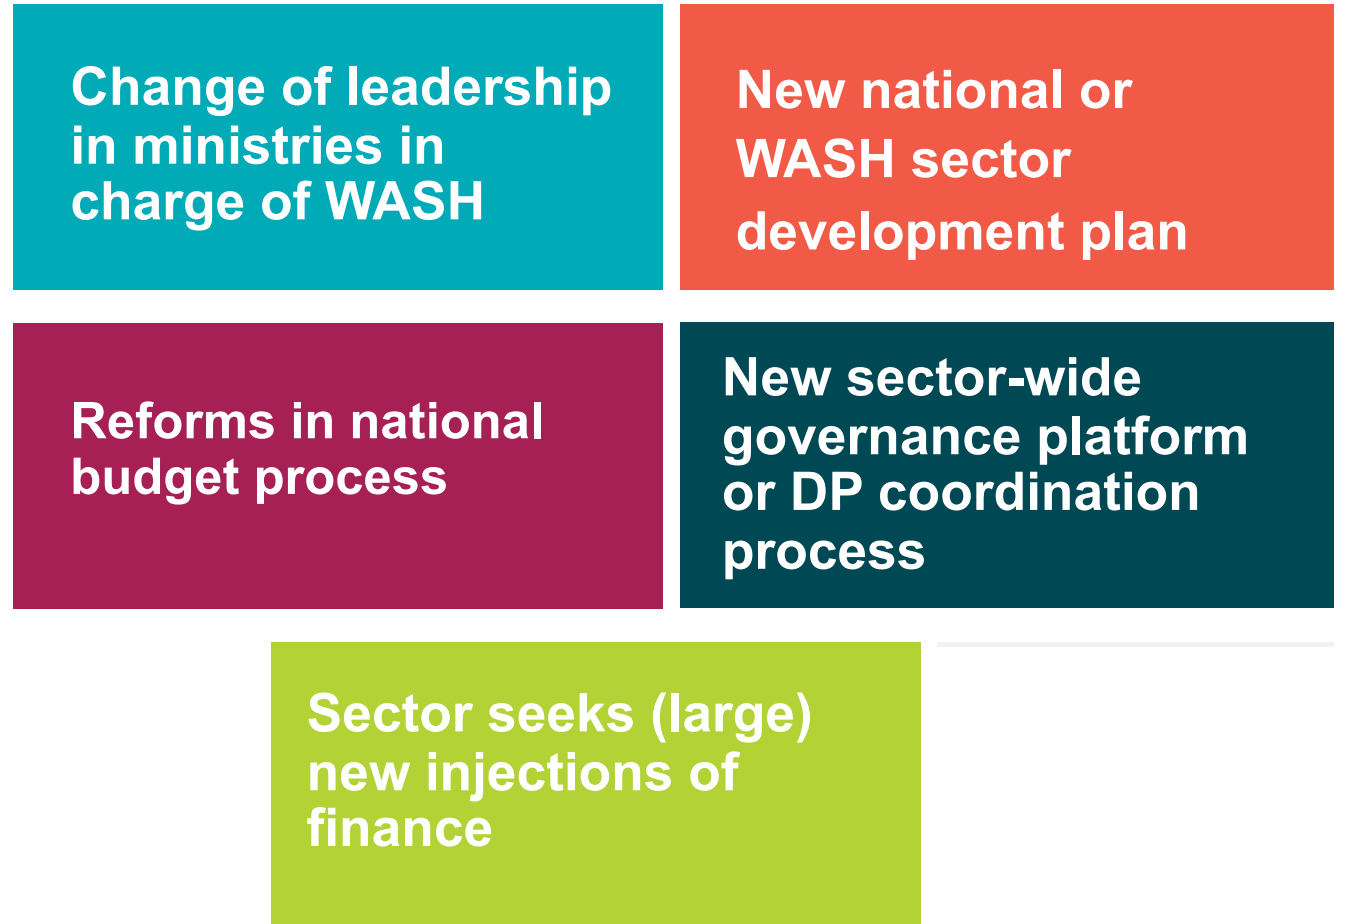 Change of leadership
in ministries in
charge of WASH
New national or
WASH sector
development plan
Reforms in national
budget process
New sector-wide
governance platform
or DP coordination
process
Sector seeks (large)
new injections of
finance